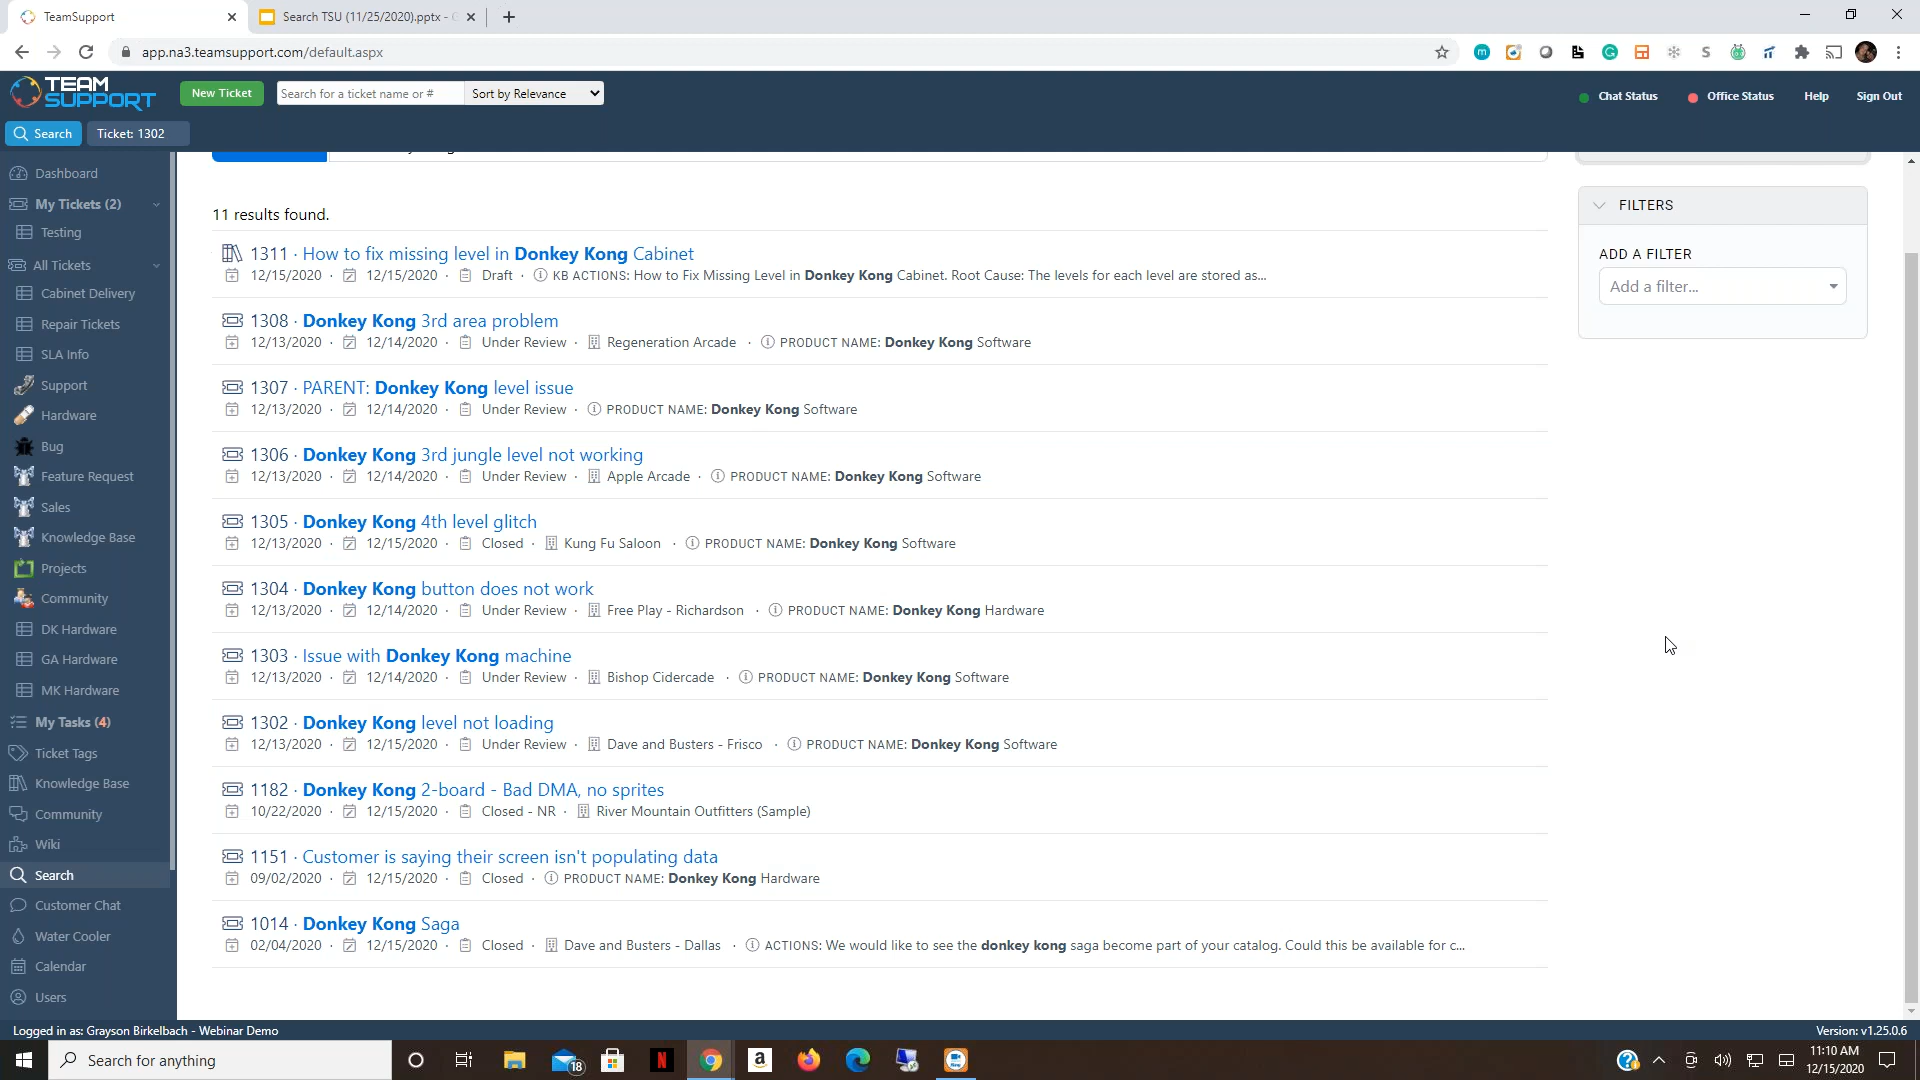 TeamSupport
Search TSU (11/25/2020).pptx - G
app.na3.teamsupport.com/default.aspx
TEAM SUPPORT
New Ticket
Search for a ticket name or #
Sort by Relevance
Chat Status
Office Status
Help
Sign Out
Search
Ticket: 1302
Dashboard
My Tickets (2)
Testing
All Tickets
Cabinet Delivery
Repair Tickets
SLA Info
Support
Hardware
Bug
Feature Request
Sales
Knowledge Base
Projects
Community
DK Hardware
GA Hardware
MK Hardware
My Tasks (4)
Ticket Tags
Knowledge Base
Community
Wiki
Search
Customer Chat
Water Cooler
Calendar
Users
11 results found.
1311 · How to fix missing level in Donkey Kong Cabinet
12/15/2020 · 12/15/2020 · Draft · KB ACTIONS: How to Fix Missing Level in Donkey Kong Cabinet. Root Cause: The levels for each level are stored as...
1308 · Donkey Kong 3rd area problem
12/13/2020 · 12/14/2020 · Under Review · Regeneration Arcade · PRODUCT NAME: Donkey Kong Software
1307 · PARENT: Donkey Kong level issue
12/13/2020 · 12/14/2020 · Under Review · PRODUCT NAME: Donkey Kong Software
1306 · Donkey Kong 3rd jungle level not working
12/13/2020 · 12/14/2020 · Under Review · Apple Arcade · PRODUCT NAME: Donkey Kong Software
1305 · Donkey Kong 4th level glitch
12/13/2020 · 12/15/2020 · Closed · Kung Fu Saloon · PRODUCT NAME: Donkey Kong Software
1304 · Donkey Kong button does not work
12/13/2020 · 12/14/2020 · Under Review · Free Play - Richardson · PRODUCT NAME: Donkey Kong Hardware
1303 · Issue with Donkey Kong machine
12/13/2020 · 12/14/2020 · Under Review · Bishop Cidercade · PRODUCT NAME: Donkey Kong Software
1302 · Donkey Kong level not loading
12/13/2020 · 12/15/2020 · Under Review · Dave and Busters - Frisco · PRODUCT NAME: Donkey Kong Software
1182 · Donkey Kong 2-board - Bad DMA, no sprites
10/22/2020 · 12/15/2020 · Closed - NR · River Mountain Outfitters (Sample)
1151 · Customer is saying their screen isn't populating data
09/02/2020 · 12/15/2020 · Closed · PRODUCT NAME: Donkey Kong Hardware
1014 · Donkey Kong Saga
02/04/2020 · 12/15/2020 · Closed · Dave and Busters - Dallas · ACTIONS: We would like to see the donkey kong saga become part of your catalog. Could this be available for c...
FILTERS
ADD A FILTER
Add a filter...
Logged in as: Grayson Birkelbach - Webinar Demo
Version: v1.25.0.6
Search for anything
18
11:10 AM
12/15/2020